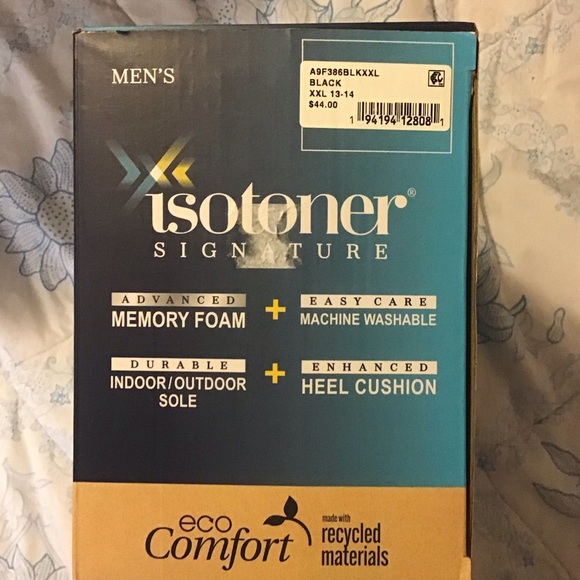 MEN'S
A9F386BLKXXL
BLACK
XXL 13-14
$44.00
1 94194 12808 1
isotoner®
SIGNATURE
ADVANCED
MEMORY FOAM
+
EASY CARE
MACHINE WASHABLE
DURABLE
INDOOR/OUTDOOR
SOLE
+
ENHANCED
HEEL CUSHION
eco
Comfort
made with
recycled
materials